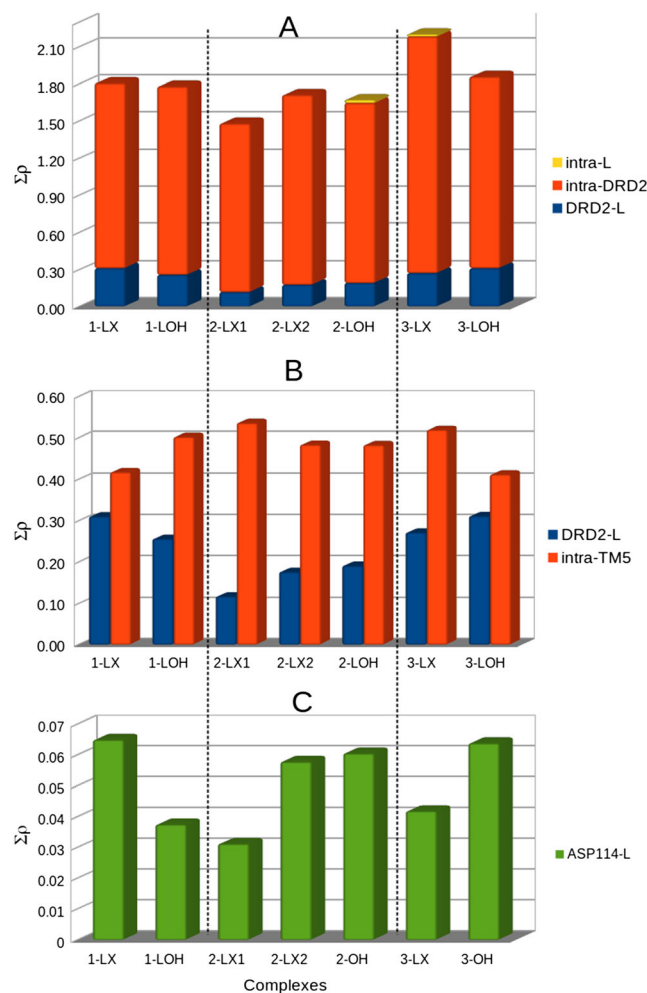 A
2.10
1.80
1.50
1.20
0.90
0.60
0.30
0.00
Σρ
intra-L
intra-DRD2
DRD2-L
1-LX 1-LOH 2-LX1 2-LX2 2-LOH 3-LX 3-LOH
B
0.60
0.50
0.40
0.30
0.20
0.10
0.00
Σρ
DRD2-L
intra-TM5
1-LX 1-LOH 2-LX1 2-LX2 2-LOH 3-LX 3-LOH
C
0.07
0.06
0.05
0.04
0.03
0.02
0.01
0
Σρ
ASP114-L
1-LX 1-LOH 2-LX1 2-LX2 2-OH 3-LX 3-OH
Complexes